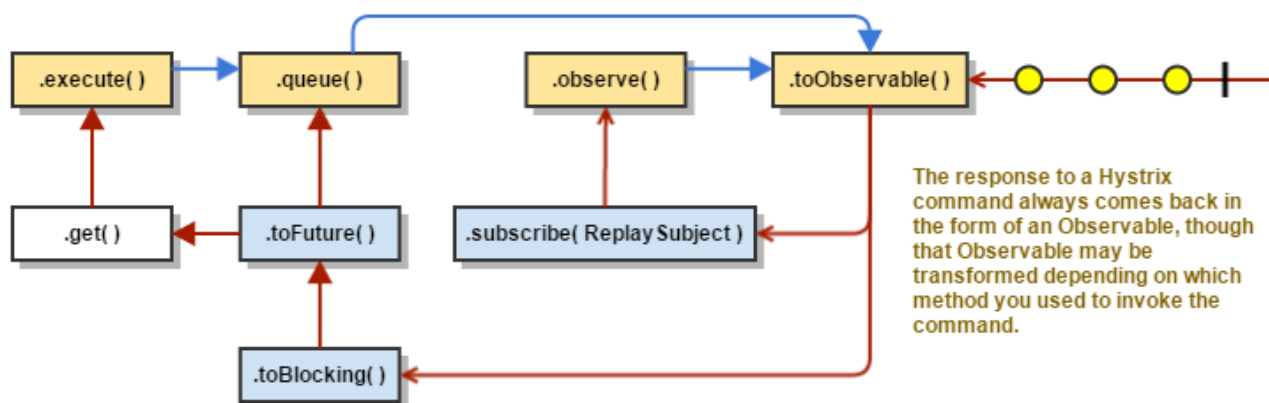 .execute( )
.queue( )
.observe( )
.toObservable( )
.get( )
.toFuture( )
.subscribe( ReplaySubject )
.toBlocking( )
The response to a Hystrix
command always comes back in
the form of an Observable, though
that Observable may be
transformed depending on which
method you used to invoke the
command.